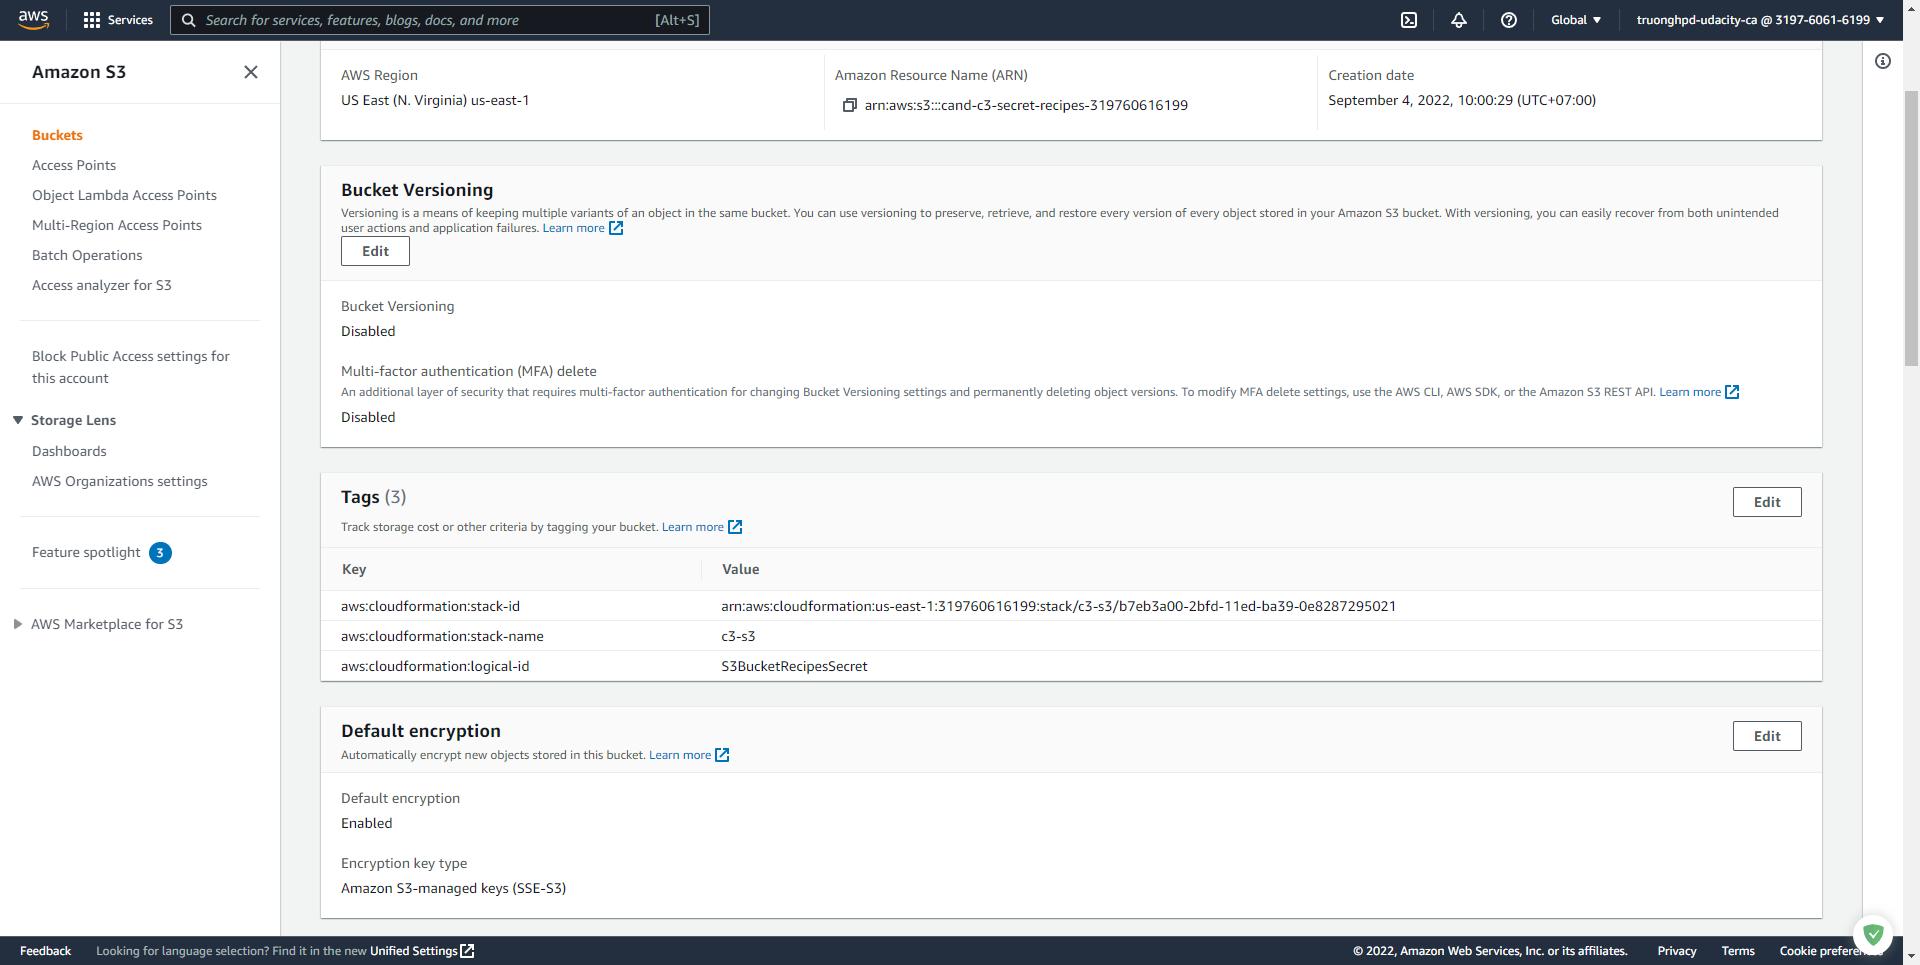 aws
Services
Search for services, features, blogs, docs, and more
[Alt+S]
Global
truonghpd-udacity-ca @ 3197-6061-6199
Amazon S3
Buckets
Access Points
Object Lambda Access Points
Multi-Region Access Points
Batch Operations
Access analyzer for S3
Block Public Access settings for
this account
Storage Lens
Dashboards
AWS Organizations settings
Feature spotlight 3
AWS Marketplace for S3
AWS Region
US East (N. Virginia) us-east-1
Amazon Resource Name (ARN)
arn:aws:s3:::cand-c3-secret-recipes-319760616199
Creation date
September 4, 2022, 10:00:29 (UTC+07:00)
Bucket Versioning
Versioning is a means of keeping multiple variants of an object in the same bucket. You can use versioning to preserve, retrieve, and restore every version of every object stored in your Amazon S3 bucket. With versioning, you can easily recover from both unintended
user actions and application failures. Learn more
Edit
Bucket Versioning
Disabled
Multi-factor authentication (MFA) delete
An additional layer of security that requires multi-factor authentication for changing Bucket Versioning settings and permanently deleting object versions. To modify MFA delete settings, use the AWS CLI, AWS SDK, or the Amazon S3 REST API. Learn more
Disabled
Tags (3)
Edit
Track storage cost or other criteria by tagging your bucket. Learn more
Key Value
aws:cloudformation:stack-id arn:aws:cloudformation:us-east-1:319760616199:stack/c3-s3/b7eb3a00-2bfd-11ed-ba39-0e8287295021
aws:cloudformation:stack-name c3-s3
aws:cloudformation:logical-id S3BucketRecipesSecret
Default encryption
Edit
Automatically encrypt new objects stored in this bucket. Learn more
Default encryption
Enabled
Encryption key type
Amazon S3-managed keys (SSE-S3)
Feedback
Looking for language selection? Find it in the new Unified Settings
© 2022, Amazon Web Services, Inc. or its affiliates.
Privacy
Terms
Cookie